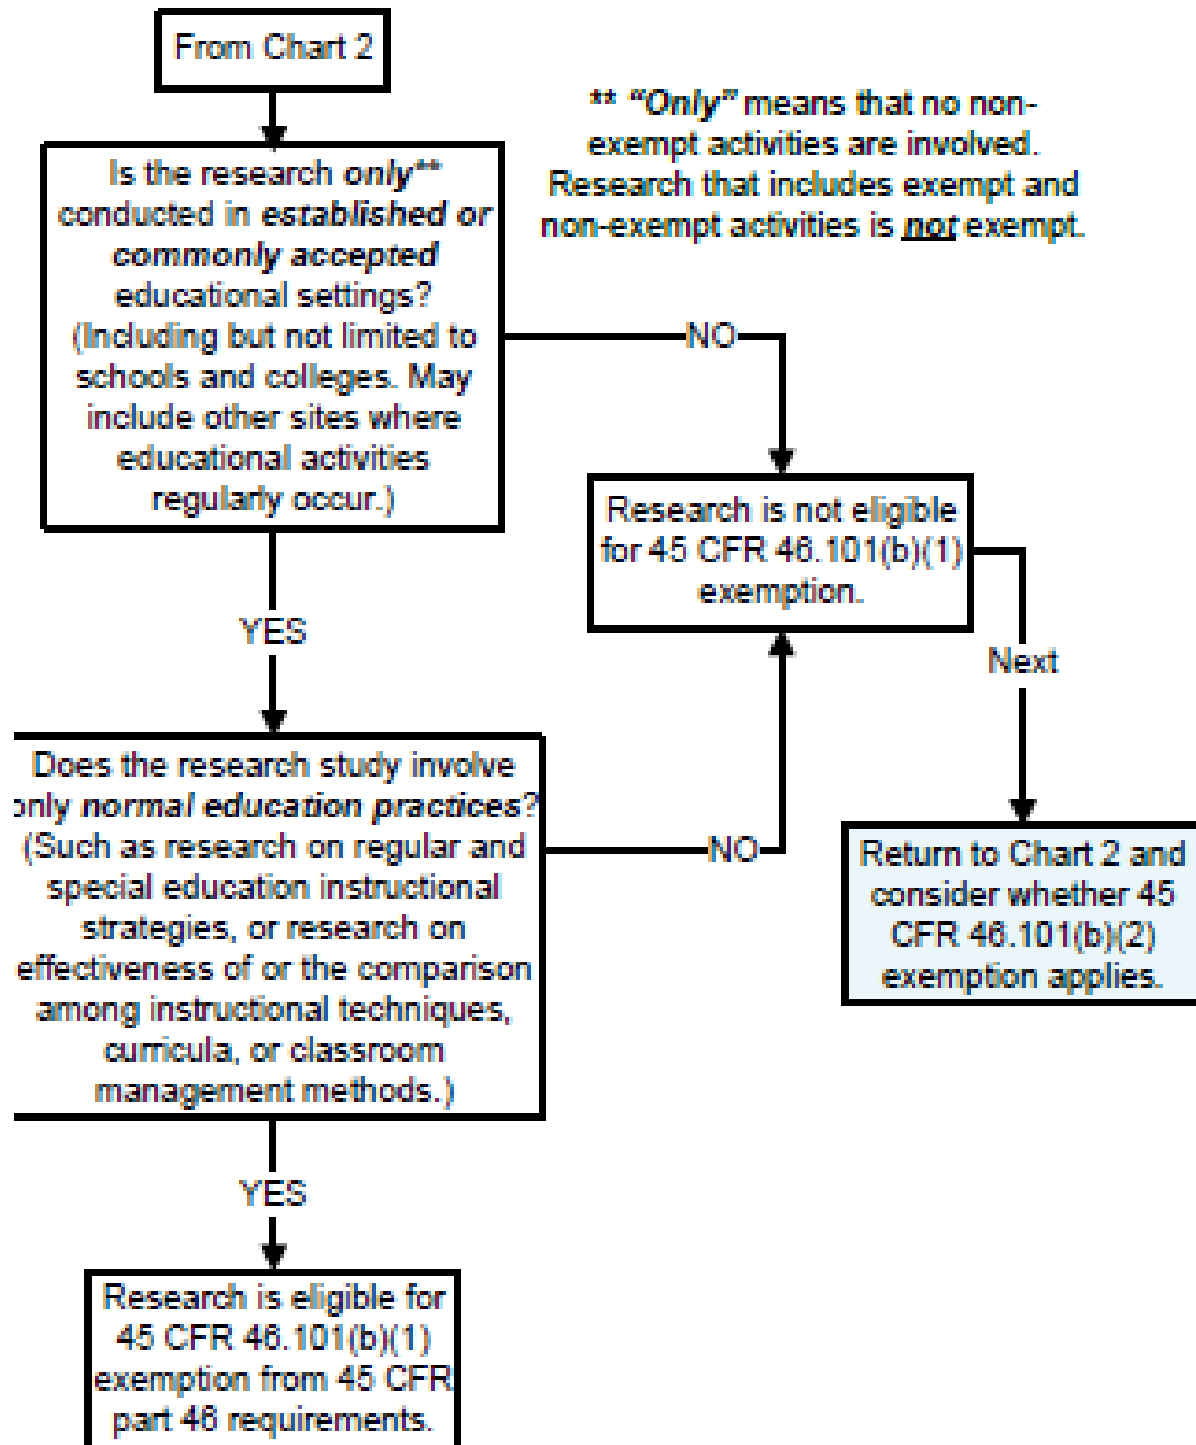 From Chart 2
** “Only” means that no non-
exempt activities are involved.
Research that includes exempt and
non-exempt activities is not exempt.
Is the research only**
conducted in established or
commonly accepted
educational settings?
(Including but not limited to
schools and colleges. May
include other sites where
educational activities
regularly occur.)
NO
Research is not eligible
for 45 CFR 46.101(b)(1)
exemption.
YES
Next
Does the research study involve
only normal education practices?
(Such as research on regular and
special education instructional
strategies, or research on
effectiveness of or the comparison
among instructional techniques,
curricula, or classroom
management methods.)
NO
Return to Chart 2 and
consider whether 45
CFR 46.101(b)(2)
exemption applies.
YES
Research is eligible for
45 CFR 46.101(b)(1)
exemption from 45 CFR
part 46 requirements.